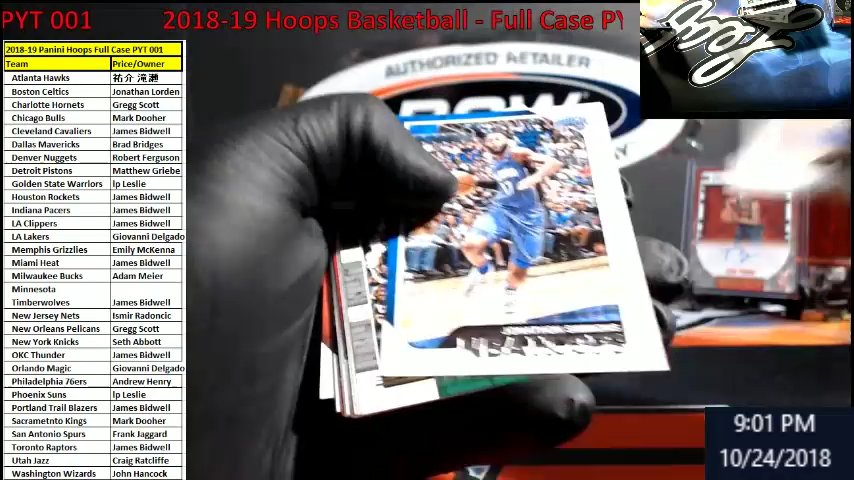 PYT 001
2018-19 Hoops Basketball - Full Case PY
2018-19 Panini Hoops Full Case PYT 001
Team Price/Owner
Atlanta Hawks 祐介 滝瀬
Boston Celtics Jonathan Lorden
Charlotte Hornets Gregg Scott
Chicago Bulls Mark Dooher
Cleveland Cavaliers James Bidwell
Dallas Mavericks Brad Bridges
Denver Nuggets Robert Ferguson
Detroit Pistons Matthew Griebe
Golden State Warriors lp Leslie
Houston Rockets James Bidwell
Indiana Pacers James Bidwell
LA Clippers James Bidwell
LA Lakers Giovanni Delgado
Memphis Grizzlies Emily McKenna
Miami Heat James Bidwell
Milwaukee Bucks Adam Meier
Minnesota
Timberwolves James Bidwell
New Jersey Nets Ismir Radoncic
New Orleans Pelicans Gregg Scott
New York Knicks Seth Abbott
OKC Thunder James Bidwell
Orlando Magic Giovanni Delgado
Philadelphia 76ers Andrew Henry
Phoenix Suns lp Leslie
Portland Trail Blazers James Bidwell
Sacrametnto Kings Mark Dooher
San Antonio Spurs Frank Jaggard
Toronto Raptors James Bidwell
Utah Jazz Craig Ratcliffe
Washington Wizards John Hancock
AUTHORIZED RETAILER
9:01 PM
10/24/2018